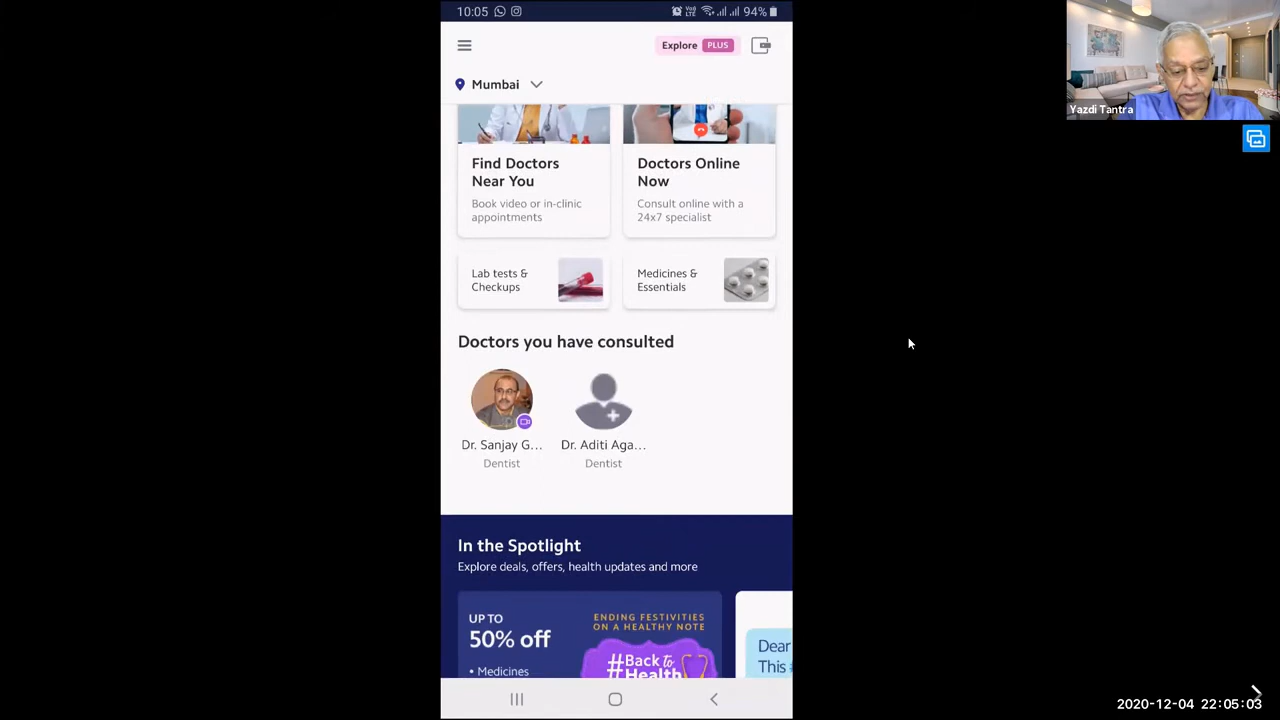 10:05
94%
Explore PLUS
Mumbai
Find Doctors
Near You
Book video or in-clinic
appointments
Doctors Online
Now
Consult online with a
24x7 specialist
Lab tests &
Checkups
Medicines &
Essentials
Doctors you have consulted
Dr. Sanjay G...
Dentist
Dr. Aditi Aga...
Dentist
In the Spotlight
Explore deals, offers, health updates and more
UP TO
50% off
• Medicines
ENDING FESTIVITIES
ON A HEALTHY NOTE
#Back to
Health
Dear
This
Yazdi Tantra
2020-12-04 22:05:03